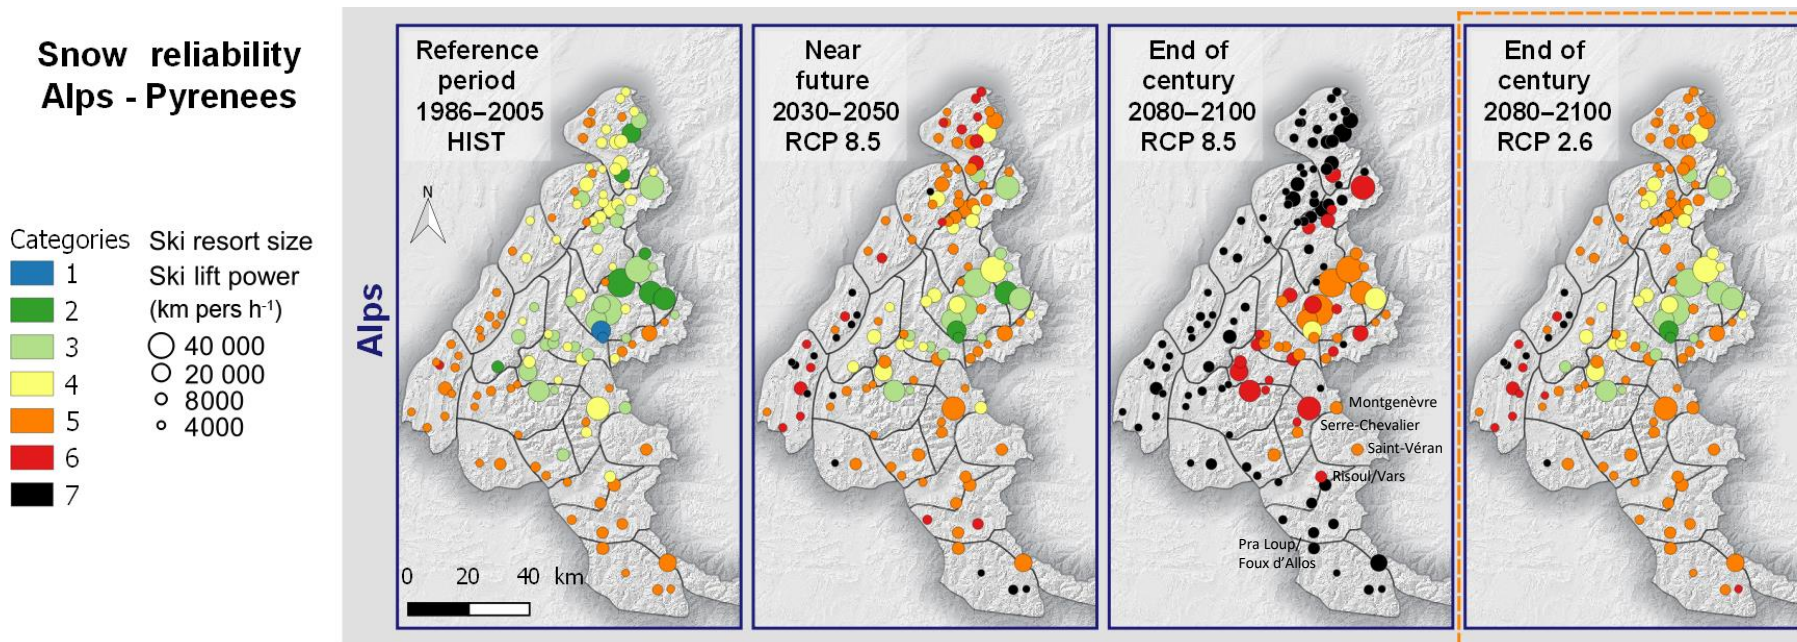 Snow reliability
Alps - Pyrenees
Categories
1
2
3
4
5
6
7
Ski resort size
Ski lift power
(km pers h⁻¹)
40 000
20 000
8000
4000
Alps
Reference
period
1986–2005
HIST
N
0 20 40 km
Near
future
2030–2050
RCP 8.5
End of
century
2080–2100
RCP 8.5
Montgenèvre
Serre-Chevalier
Saint-Véran
Risoul/Vars
Pra Loup/
Foux d'Allos
End of
century
2080–2100
RCP 2.6